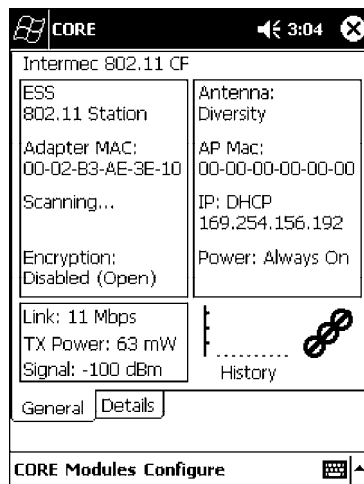 CORE 3:04
Intermec 802.11 CF
ESS
802.11 Station
Adapter MAC:
00-02-B3-AE-3E-10
Scanning...
Encryption:
Disabled (Open)
Antenna:
Diversity
AP Mac:
00-00-00-00-00-00
IP: DHCP
169.254.156.192
Power: Always On
Link: 11 Mbps
TX Power: 63 mW
Signal: -100 dBm
History
General Details
CORE Modules Configure